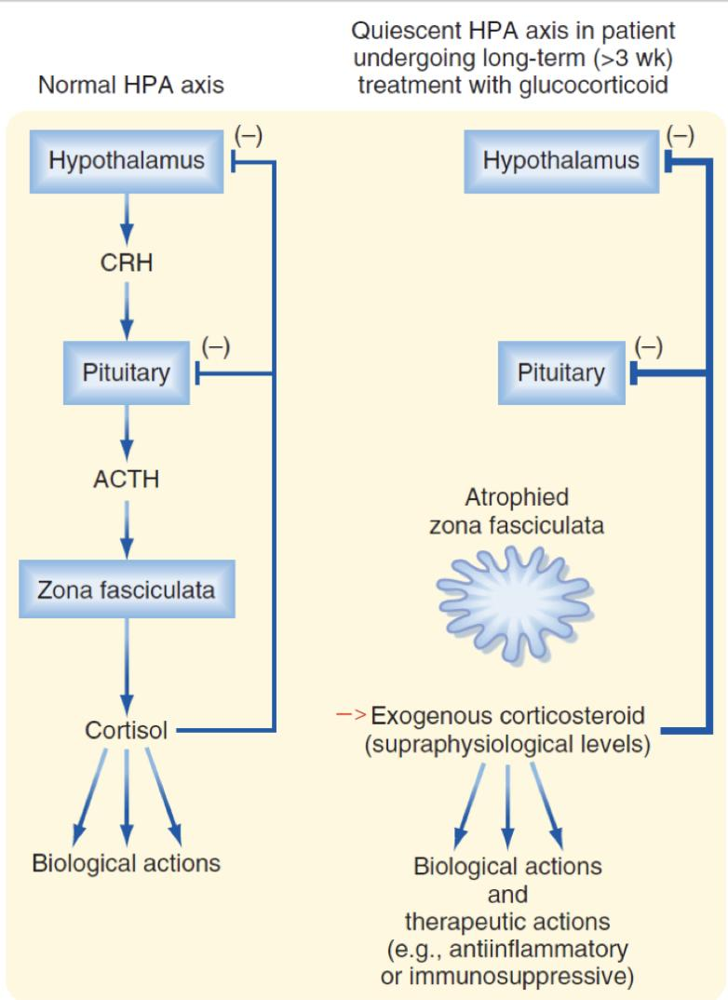 Normal HPA axis
Quiescent HPA axis in patient
undergoing long-term (>3 wk)
treatment with glucocorticoid
(–)
Hypothalamus
CRH
(–)
Pituitary
ACTH
Zona fasciculata
Cortisol
Biological actions
(–)
Hypothalamus
(–)
Pituitary
Atrophied
zona fasciculata
–> Exogenous corticosteroid
(supraphysiological levels)
Biological actions
and
therapeutic actions
(e.g., antiinflammatory
or immunosuppressive)